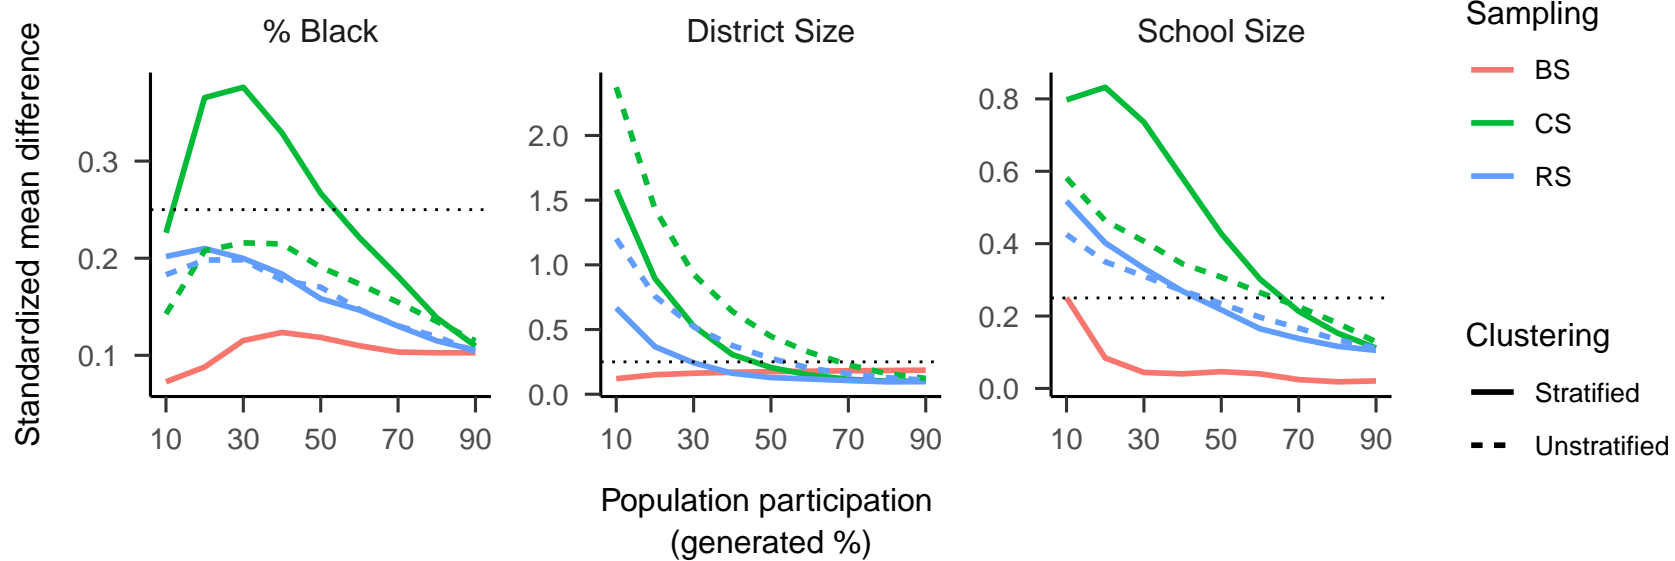 Standardized mean difference
% Black
0.3
0.2
0.1
10 30 50 70 90
District Size
2.0
1.5
1.0
0.5
0.0
10 30 50 70 90
School Size
0.8
0.6
0.4
0.2
0.0
10 30 50 70 90
Population participation
(generated %)
Sampling
BS
CS
RS
Clustering
Stratified
Unstratified